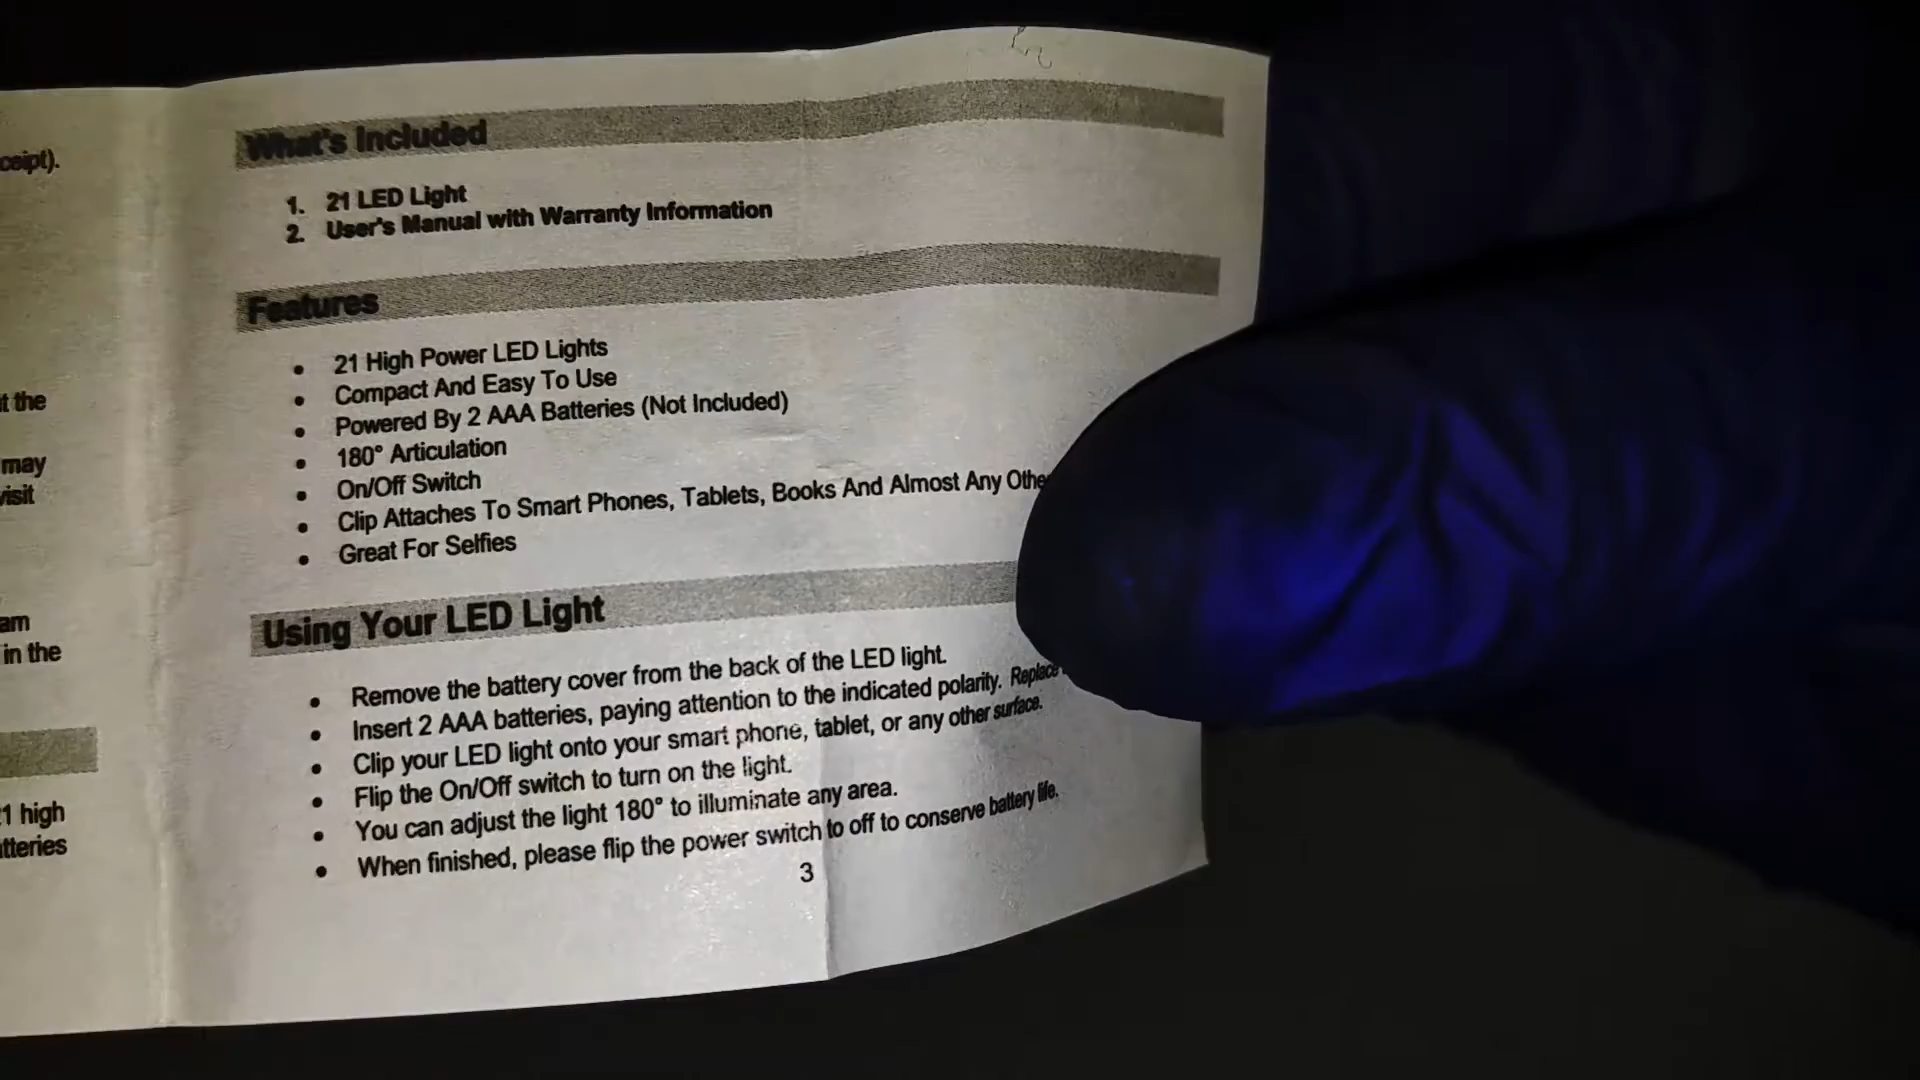 ceipt).
t the
may
visit
am
in the
1 high
tteries
What's Included
1. 21 LED Light
2. User's Manual with Warranty Information
Features
• 21 High Power LED Lights
• Compact And Easy To Use
• Powered By 2 AAA Batteries (Not Included)
• 180° Articulation
• On/Off Switch
• Clip Attaches To Smart Phones, Tablets, Books And Almost Any Othe
• Great For Selfies
Using Your LED Light
• Remove the battery cover from the back of the LED light.
• Insert 2 AAA batteries, paying attention to the indicated polarity. Replace
• Clip your LED light onto your smart phone, tablet, or any other surface.
• Flip the On/Off switch to turn on the light.
• You can adjust the light 180° to illuminate any area.
• When finished, please flip the power switch to off to conserve battery life.
3